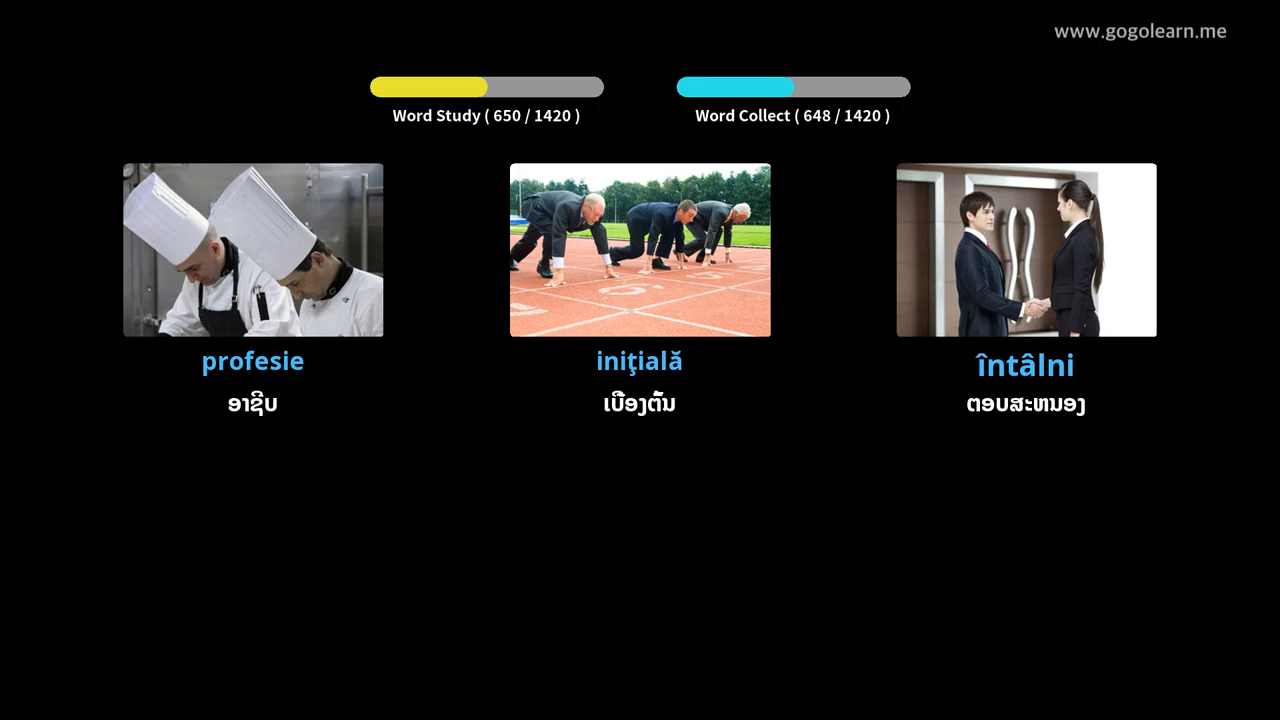 www.gogolearn.me
Word Study ( 650 / 1420 )
Word Collect ( 648 / 1420 )
profesie
iniţială
întâlni
ອາຊີບ
ເບື້ອງຕົ້ນ
ຕອບສະຫນອງ